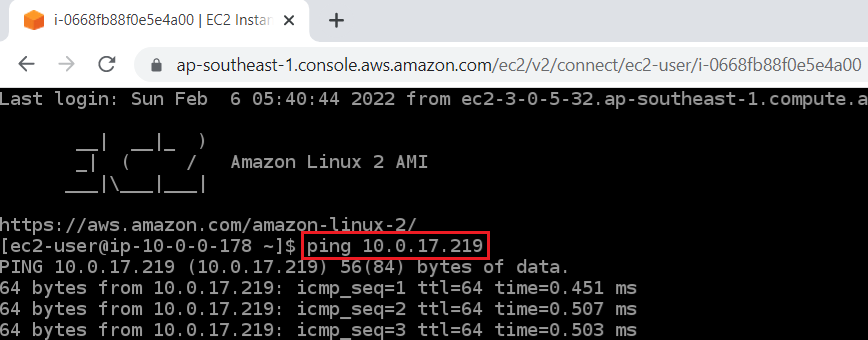 i-0668fb88f0e5e4a00 | EC2 Instan
ap-southeast-1.console.aws.amazon.com/ec2/v2/connect/ec2-user/i-0668fb88f0e5e4a00
Last login: Sun Feb  6 05:40:44 2022 from ec2-3-0-5-32.ap-southeast-1.compute.a
       __|  __|_  )
       _|  (     /   Amazon Linux 2 AMI
      ___|\___|___|
https://aws.amazon.com/amazon-linux-2/
[ec2-user@ip-10-0-0-178 ~]$ ping 10.0.17.219
PING 10.0.17.219 (10.0.17.219) 56(84) bytes of data.
64 bytes from 10.0.17.219: icmp_seq=1 ttl=64 time=0.451 ms
64 bytes from 10.0.17.219: icmp_seq=2 ttl=64 time=0.507 ms
64 bytes from 10.0.17.219: icmp_seq=3 ttl=64 time=0.503 ms